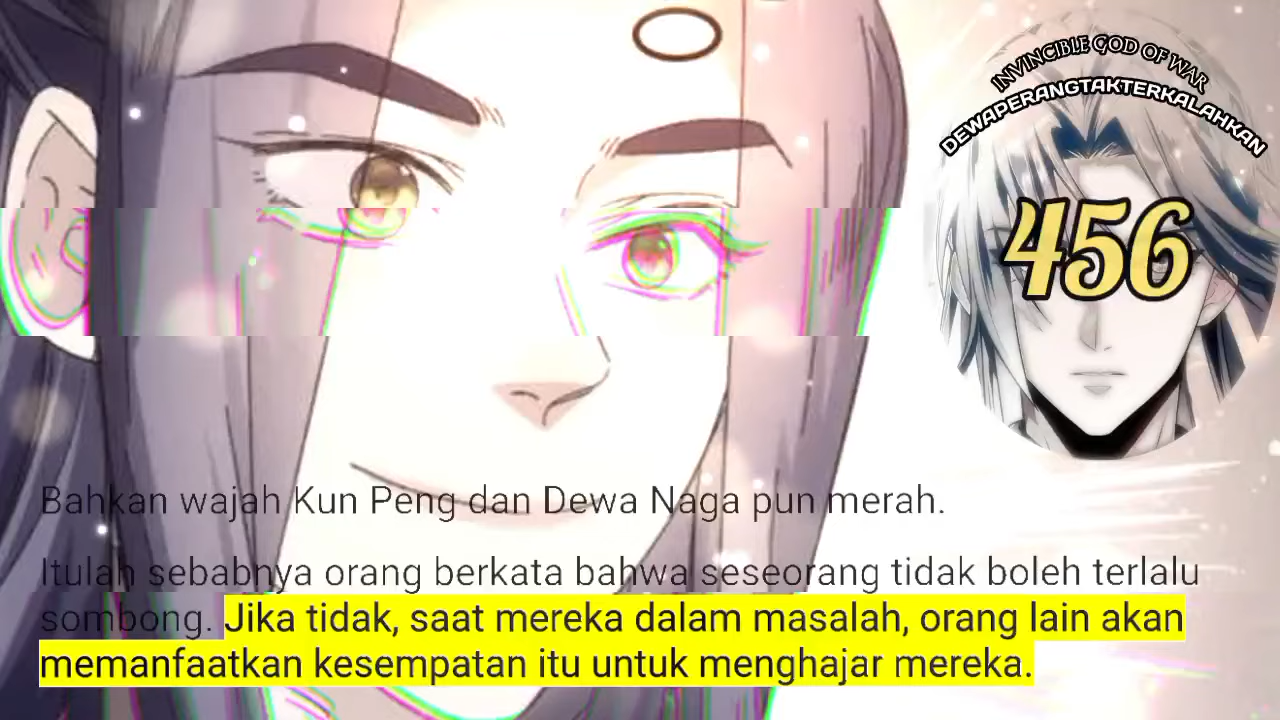 INVINCIBLE GOD OF WAR
DEWAPERANGTAKTERKALAHKAN
456
Bahkan wajah Kun Peng dan Dewa Naga pun merah.
Itulah sebabnya orang berkata bahwa seseorang tidak boleh terlalu
sombong. Jika tidak, saat mereka dalam masalah, orang lain akan
memanfaatkan kesempatan itu untuk menghajar mereka.